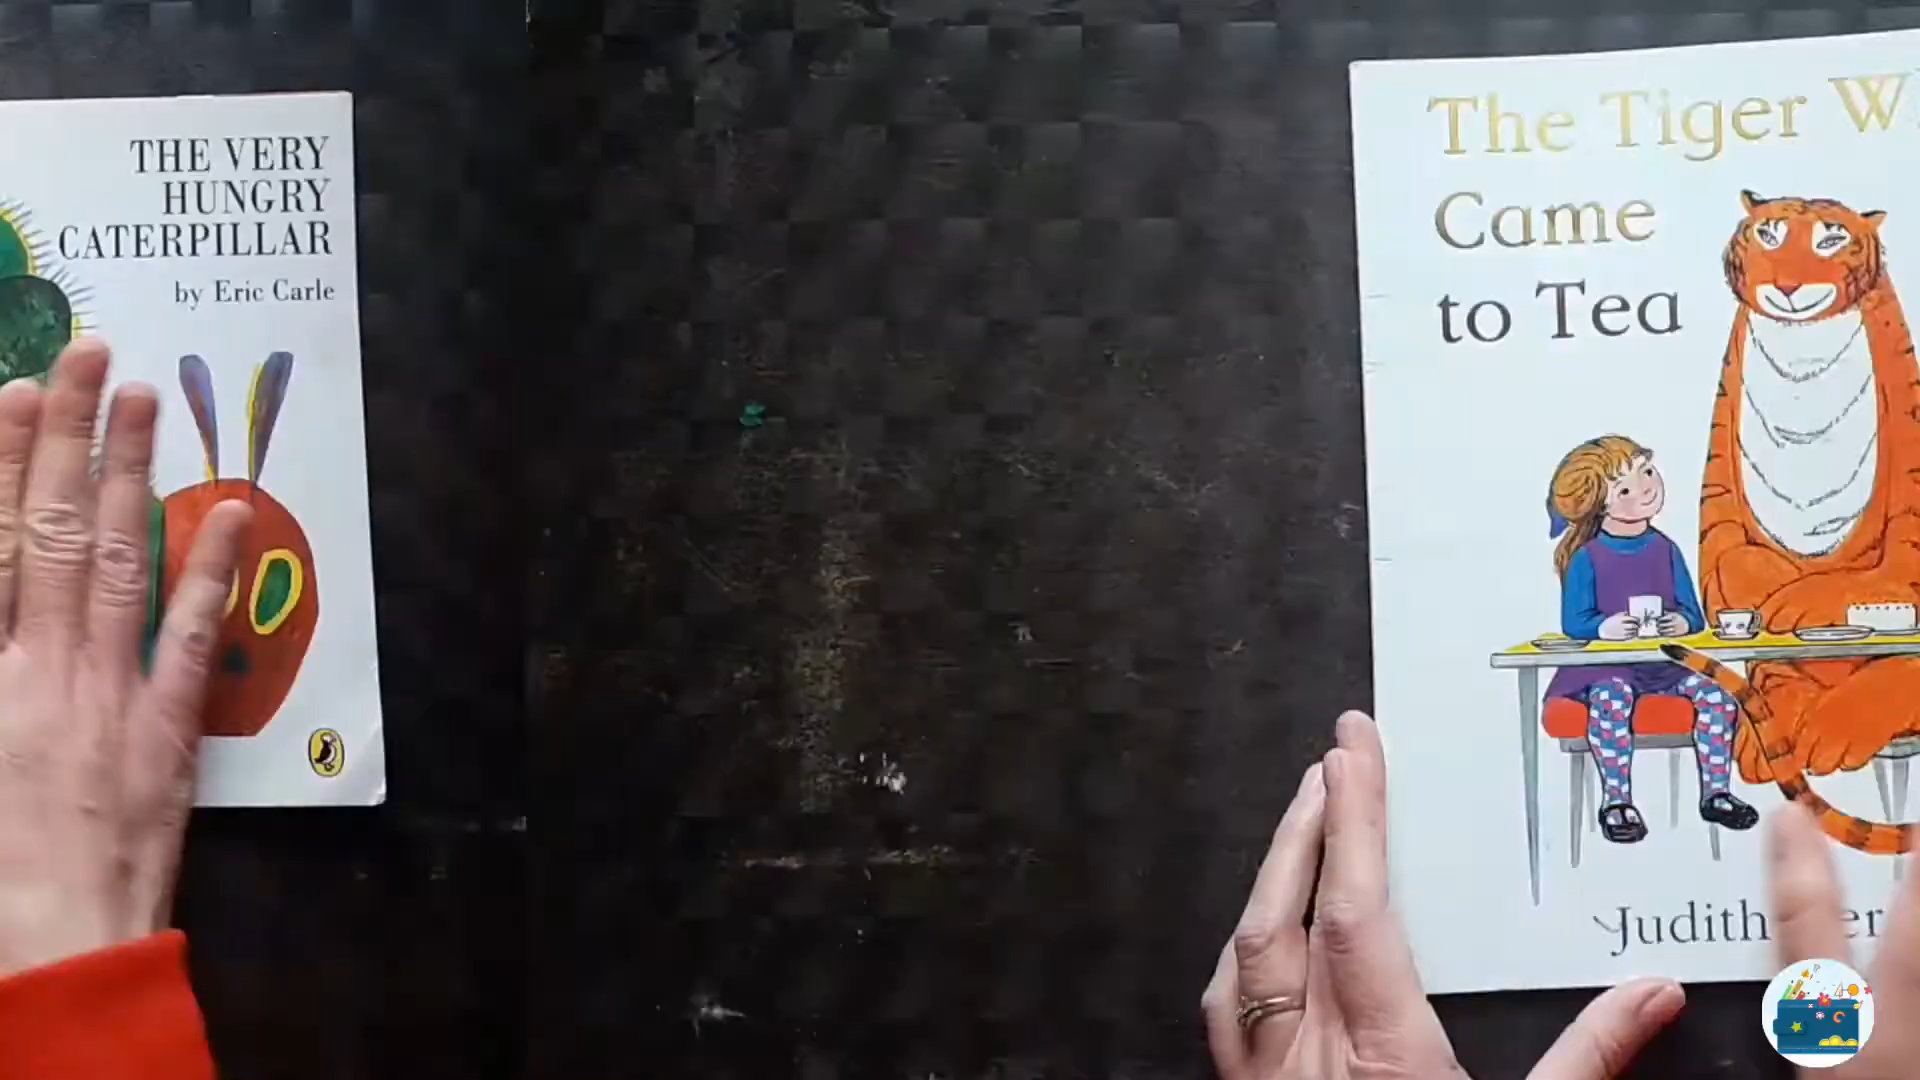 THE VERY
HUNGRY
CATERPILLAR
by Eric Carle
The Tiger W
Came
to Tea
Judith